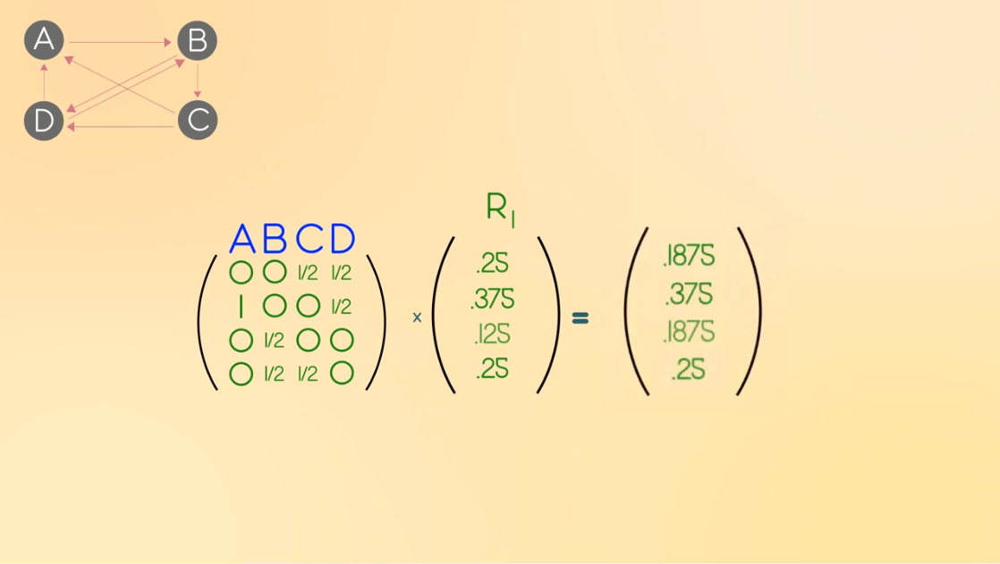 A B
D C
R1
A B C D
0 0 1/2 1/2
1 0 0 1/2
0 1/2 0 0
0 1/2 1/2 0
×
.25
.375
.125
.25
=
.1875
.375
.1875
.25